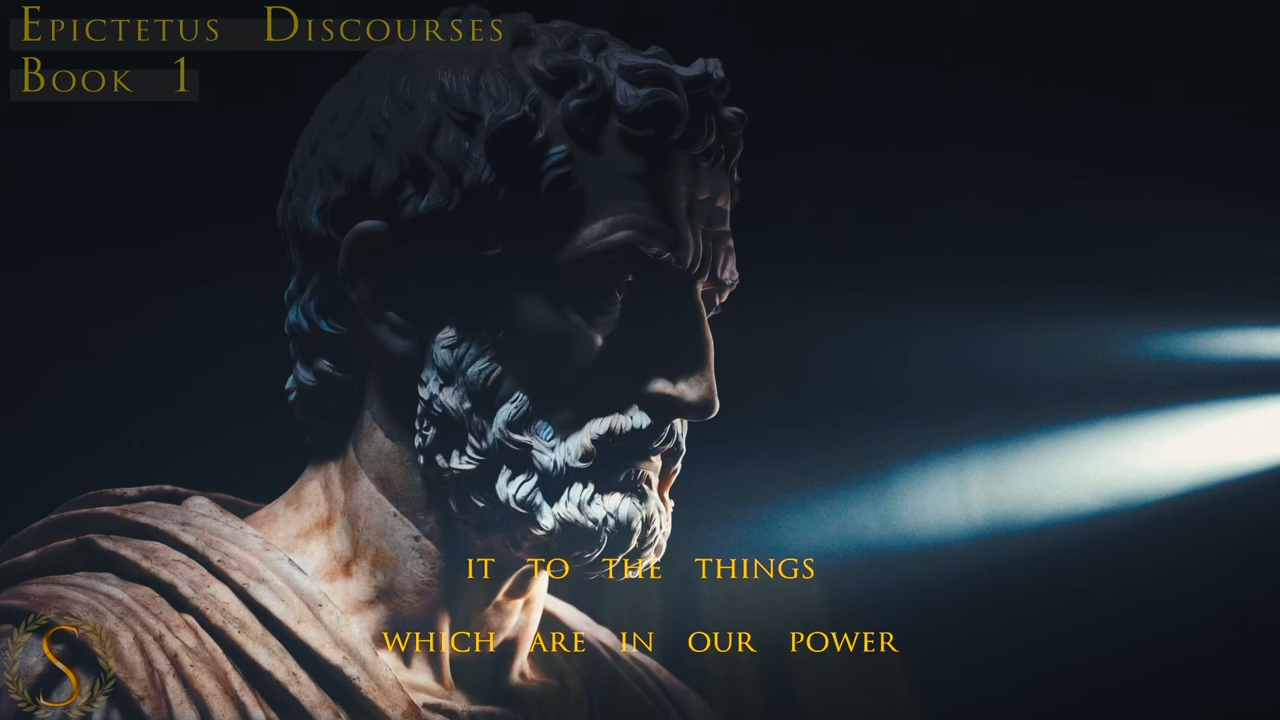 Epictetus Discourses
Book 1
IT TO THE THINGS
WHICH ARE IN OUR POWER
S